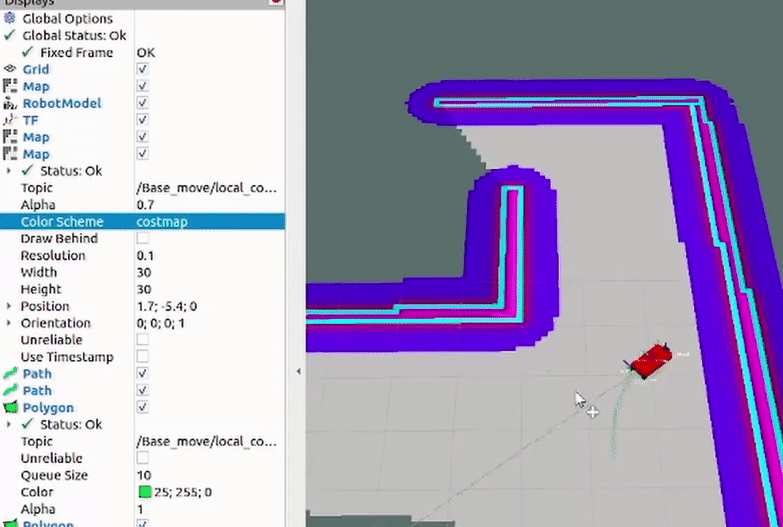 Displays
Global Options
Global Status: Ok
Fixed Frame OK
Grid
Map
RobotModel
TF
Map
Map
Status: Ok
Topic /Base_move/local_co...
Alpha 0.7
Color Scheme costmap
Draw Behind
Resolution 0.1
Width 30
Height 30
Position 1.7; -5.4; 0
Orientation 0; 0; 0; 1
Unreliable
Use Timestamp
Path
Path
Polygon
Status: Ok
Topic /Base_move/local_co...
Unreliable
Queue Size 10
Color 25; 255; 0
Alpha 1
Polygon